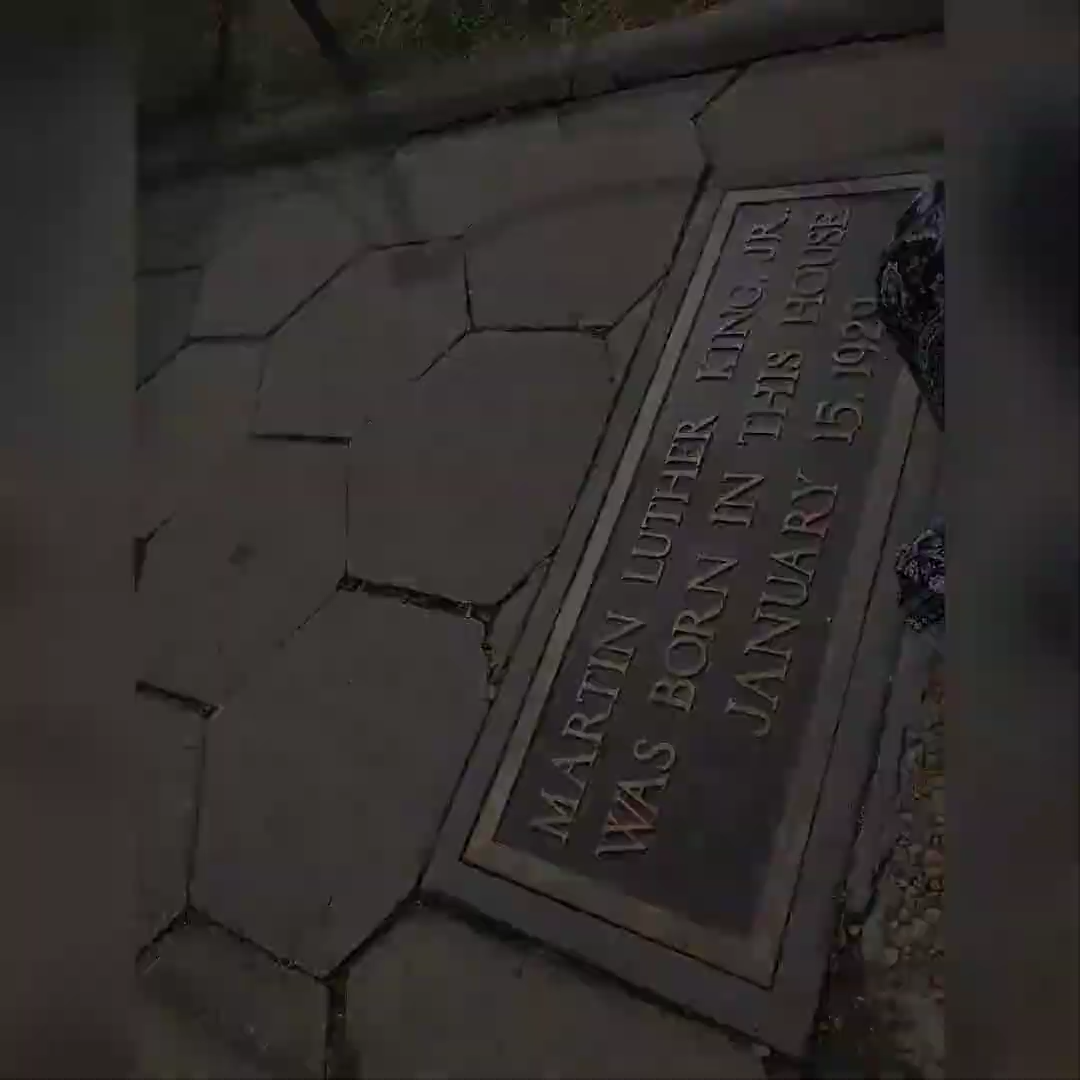 MARTIN LUTHER KING, JR.
WAS BORN IN THIS HOUSE
JANUARY 15, 1929